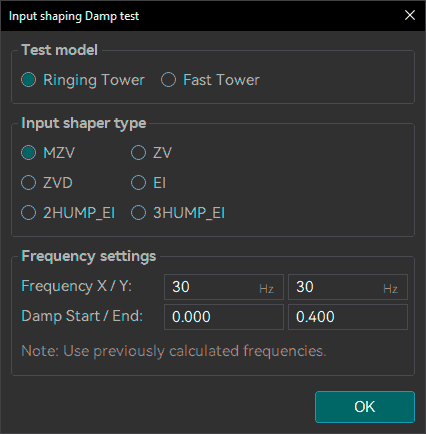 Input shaping Damp test
Test model
Ringing Tower Fast Tower
Input shaper type
MZV ZV
ZVD EI
2HUMP_EI 3HUMP_EI
Frequency settings
Frequency X / Y: 30 Hz 30 Hz
Damp Start / End: 0.000 0.400
Note: Use previously calculated frequencies.
OK